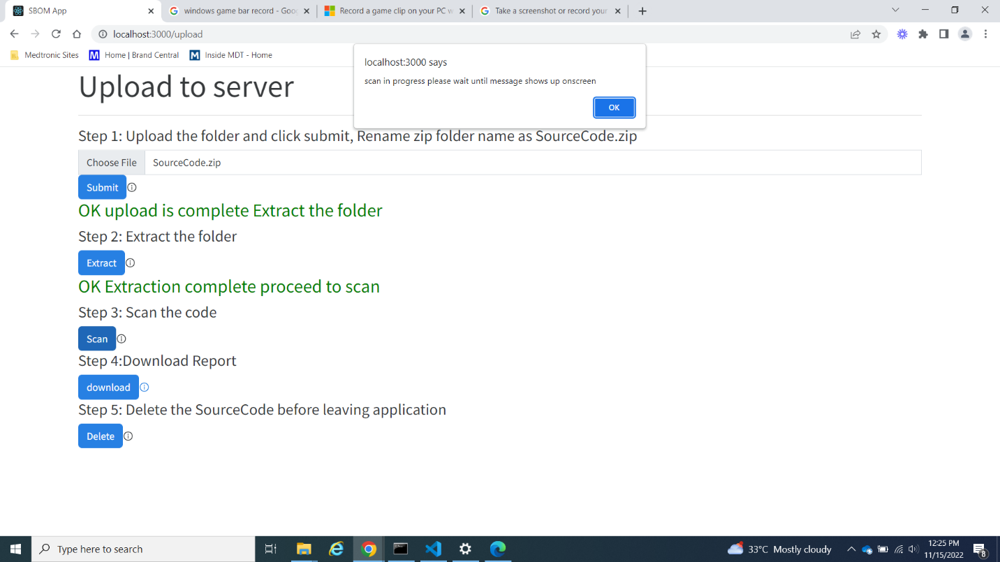 SBOM App
windows game bar record - Goo
Record a game clip on your PC w
Take a screenshot or record your
localhost:3000/upload
Medtronic Sites
Home | Brand Central
Inside MDT - Home
localhost:3000 says
scan in progress please wait until message shows up onscreen
OK
Upload to server
Step 1: Upload the folder and click submit, Rename zip folder name as SourceCode.zip
Choose File SourceCode.zip
Submit
OK upload is complete Extract the folder
Step 2: Extract the folder
Extract
OK Extraction complete proceed to scan
Step 3: Scan the code
Scan
Step 4:Download Report
download
Step 5: Delete the SourceCode before leaving application
Delete
Type here to search
33°C Mostly cloudy
12:25 PM
11/15/2022
8